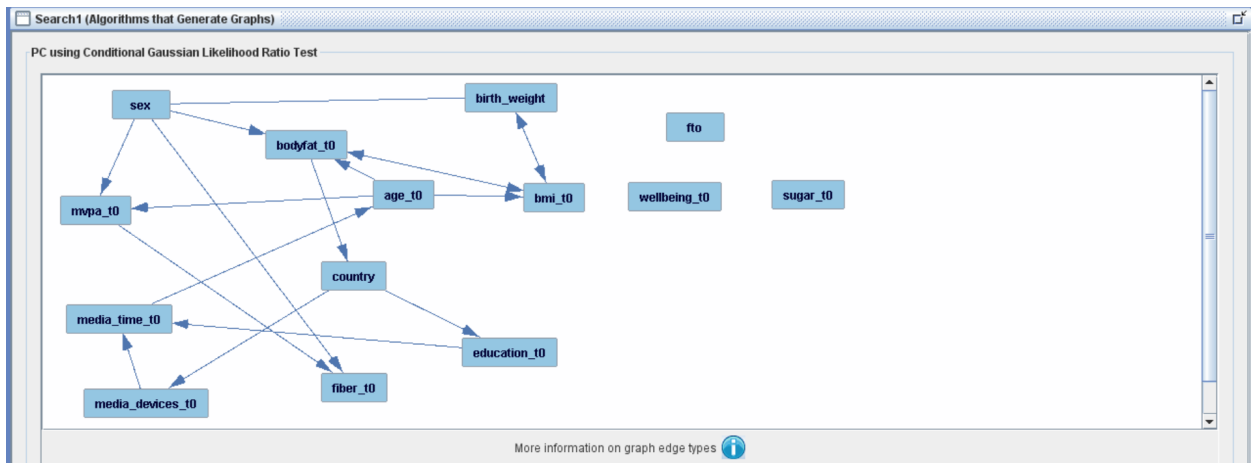 Search1 (Algorithms that Generate Graphs)
PC using Conditional Gaussian Likelihood Ratio Test
sex
birth_weight
fto
bodyfat_t0
age_t0
bmi_t0
wellbeing_t0
sugar_t0
mvpa_t0
country
media_time_t0
education_t0
fiber_t0
media_devices_t0
More information on graph edge types